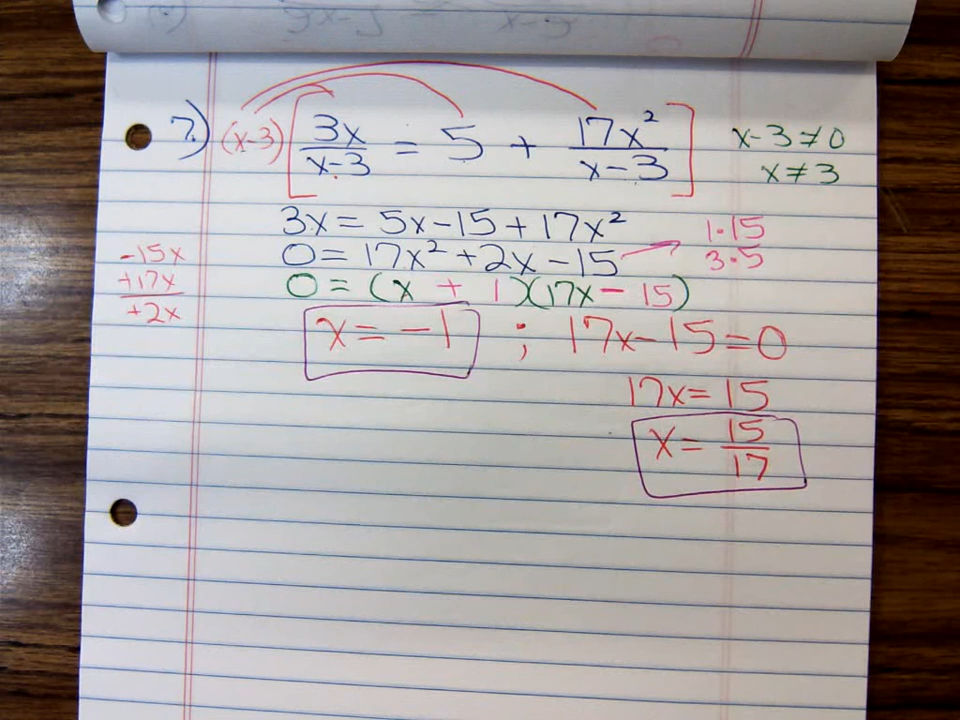 7.) (x-3) [ 3x/x-3 = 5 + 17x²/x-3 ] x-3≠0
x≠3
3x = 5x-15+17x²
0 = 17x²+2x-15 → 1·15
3·5
-15x
+17x
+2x
0 = (x + 1)(17x - 15)
x = -1 ; 17x-15=0
17x=15
x = 15/17